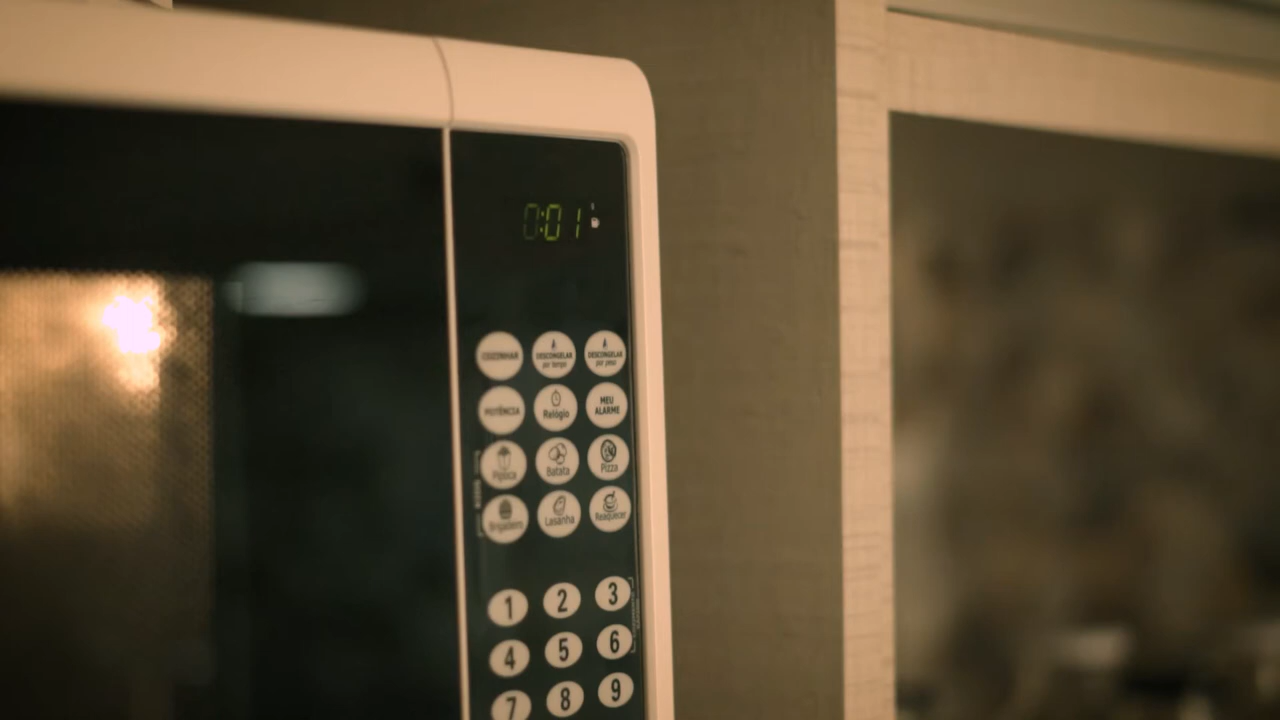 0:01
COZINHAR
DESCONGELAR
por tempo
DESCONGELAR
por peso
POTÊNCIA
Relógio
MEU
ALARME
Pipoca
Batata
Pizza
Brigadeiro
Lasanha
Reaquecer
1
2
3
4
5
6
7
8
9